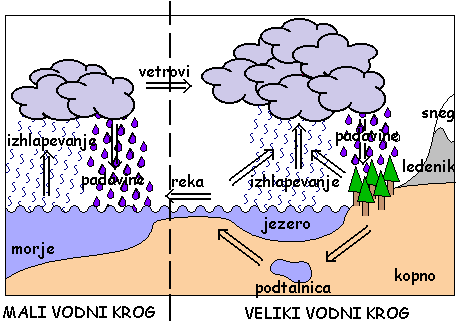 vetrovi
sneg
izhlapevanje
padavine
ledenik
padavine
reka
izhlapevanje
jezero
morje
kopno
podtalnica
MALI VODNI KROG
VELIKI VODNI KROG